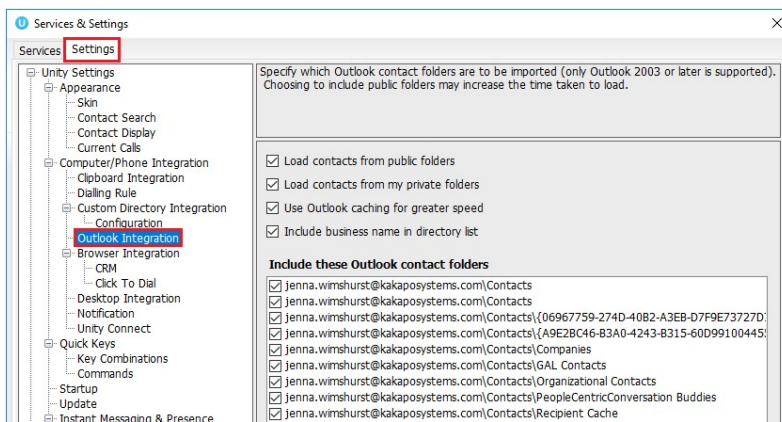 Services & Settings
Services Settings
Unity Settings
Appearance
Skin
Contact Search
Contact Display
Current Calls
Computer/Phone Integration
Clipboard Integration
Dialling Rule
Custom Directory Integration
Configuration
Outlook Integration
Browser Integration
CRM
Click To Dial
Desktop Integration
Notification
Unity Connect
Quick Keys
Key Combinations
Commands
Startup
Update
Instant Messaging & Presence
Specify which Outlook contact folders are to be imported (only Outlook 2003 or later is supported).
Choosing to include public folders may increase the time taken to load.
Load contacts from public folders
Load contacts from my private folders
Use Outlook caching for greater speed
Include business name in directory list
Include these Outlook contact folders
jenna.wimshurst@kakaposystems.com\Contacts
jenna.wimshurst@kakaposystems.com\Contacts
jenna.wimshurst@kakaposystems.com\Contacts\{06967759-274D-40B2-A3EB-D7F9E73727D
jenna.wimshurst@kakaposystems.com\Contacts\{A9E2BC46-B3A0-4243-B315-60D991004455
jenna.wimshurst@kakaposystems.com\Contacts\Companies
jenna.wimshurst@kakaposystems.com\Contacts\GAL Contacts
jenna.wimshurst@kakaposystems.com\Contacts\Organizational Contacts
jenna.wimshurst@kakaposystems.com\Contacts\PeopleCentricConversation Buddies
jenna.wimshurst@kakaposystems.com\Contacts\Recipient Cache